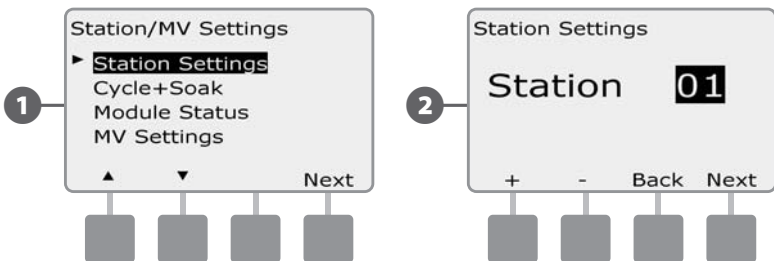 1
Station/MV Settings
► Station Settings
Cycle+Soak
Module Status
MV Settings
▲ ▼ Next
2
Station Settings
Station 01
+ - Back Next